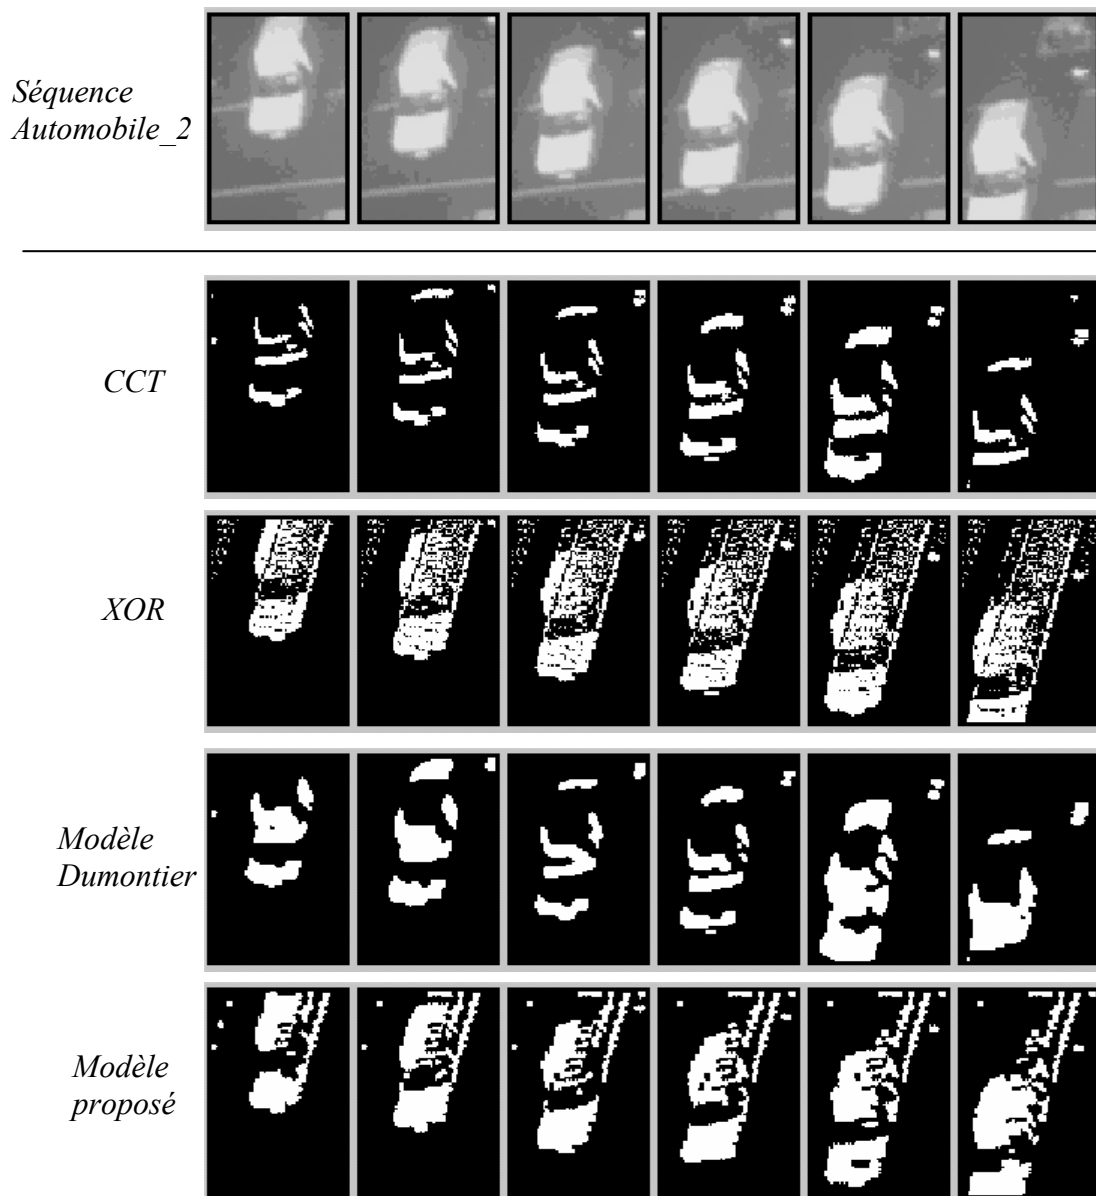 Séquence
Automobile_2
CCT
XOR
Modèle
Dumontier
Modèle
proposé